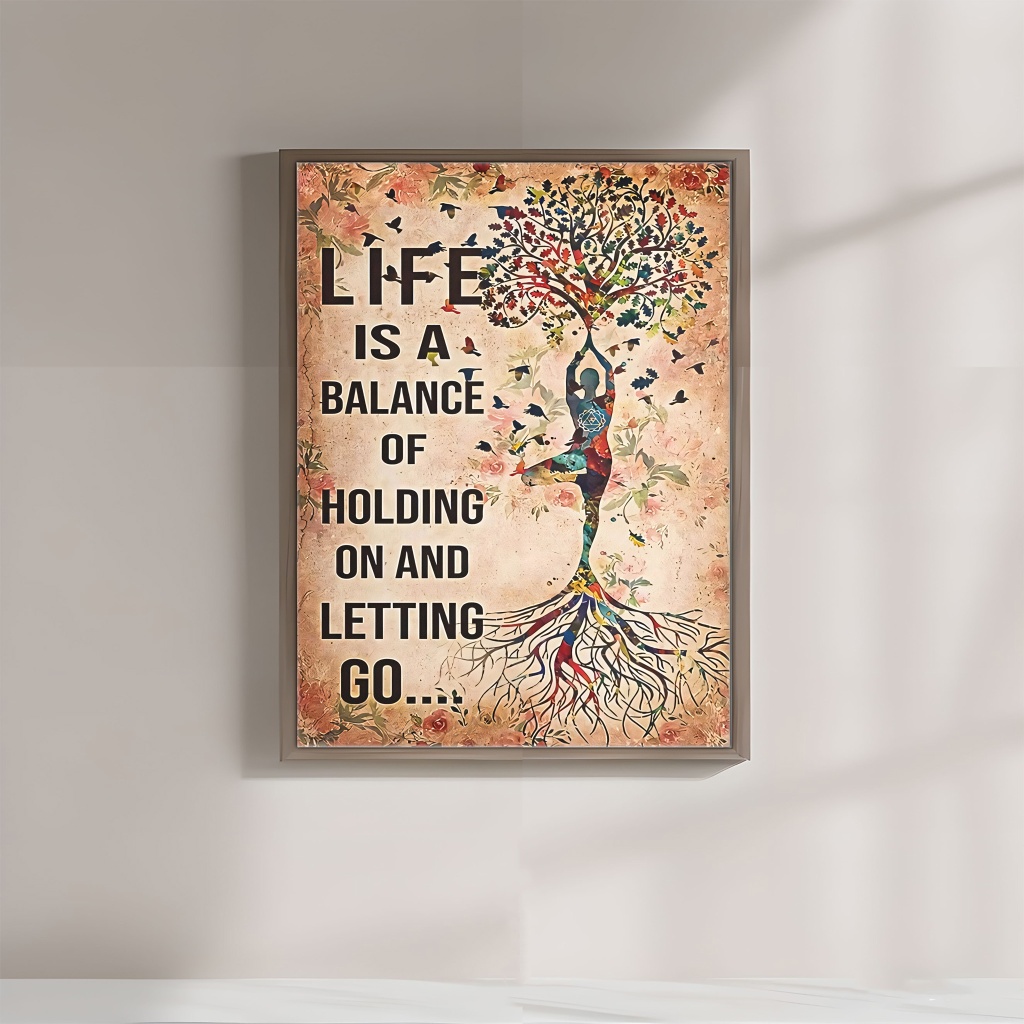 LIFE
IS A
BALANCE
OF
HOLDING
ON AND
LETTING
GO....